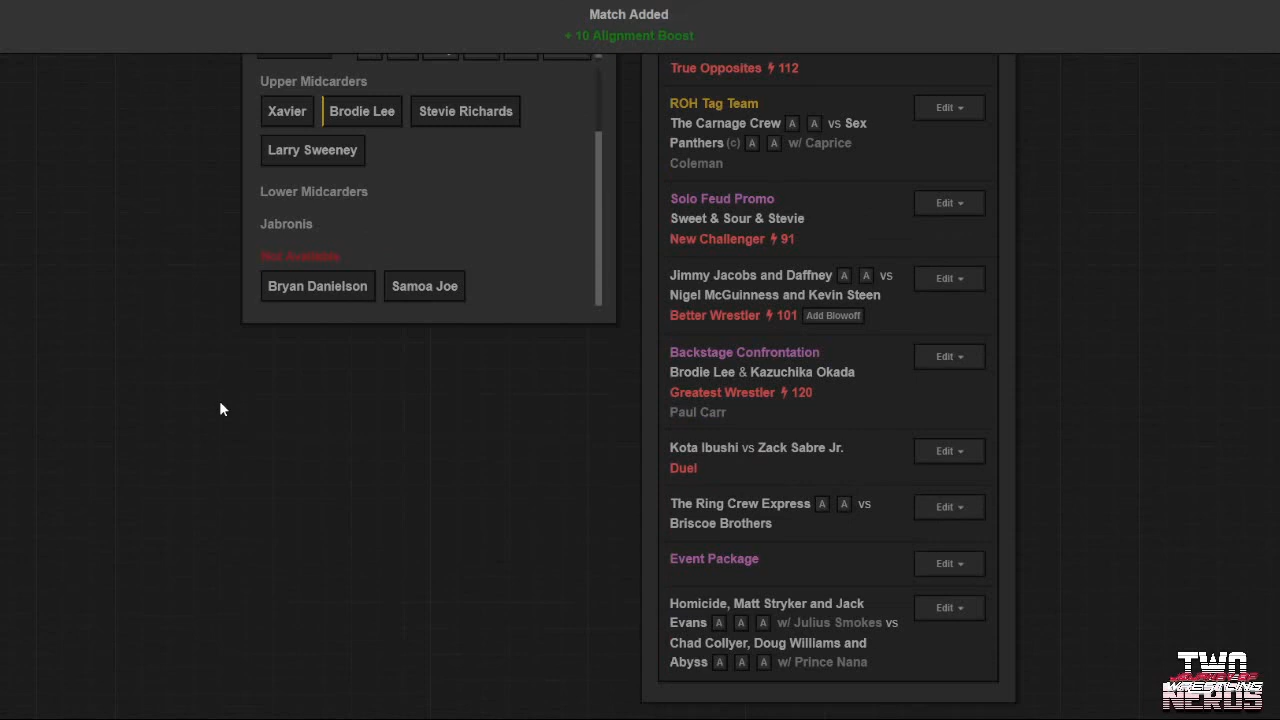 Match Added
+ 10 Alignment Boost
Upper Midcarders
Xavier
Brodie Lee
Stevie Richards
Larry Sweeney
Lower Midcarders
Jabronis
Not Available
Bryan Danielson
Samoa Joe
True Opposites 112
ROH Tag Team
Edit
The Carnage Crew A A vs Sex
Panthers (c) A A w/ Caprice
Coleman
Solo Feud Promo
Edit
Sweet & Sour & Stevie
New Challenger 91
Jimmy Jacobs and Daffney A A vs
Edit
Nigel McGuinness and Kevin Steen
Better Wrestler 101 Add Blowoff
Backstage Confrontation
Edit
Brodie Lee & Kazuchika Okada
Greatest Wrestler 120
Paul Carr
Kota Ibushi vs Zack Sabre Jr.
Edit
Duel
The Ring Crew Express A A vs
Edit
Briscoe Brothers
Event Package
Edit
Homicide, Matt Stryker and Jack
Edit
Evans A A A w/ Julius Smokes vs
Chad Collyer, Doug Williams and
Abyss A A A w/ Prince Nana
TWO
WRESTLING
NERDS